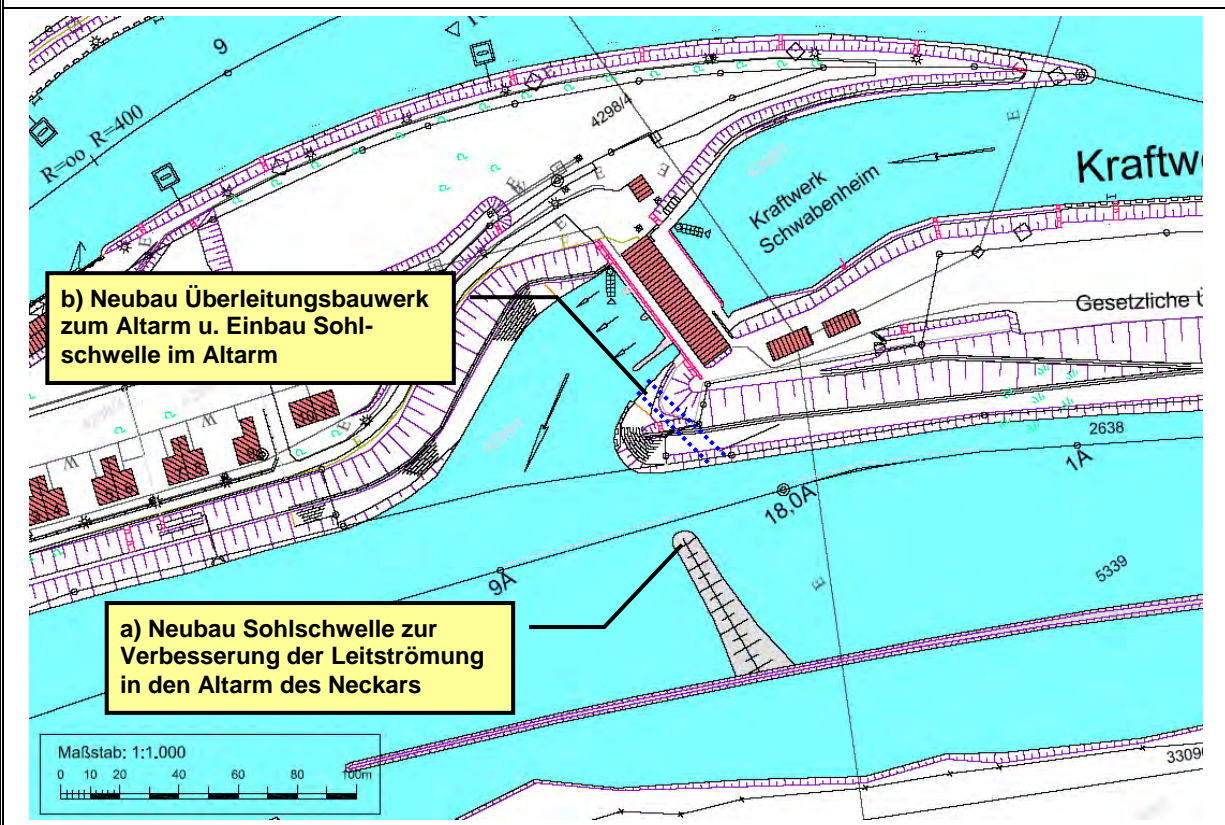 9
R=oo R=400
4298/4
Kraftwerk
Schwabenheim
Kraftw
b) Neubau Überleitungsbauwerk
zum Altarm u. Einbau Sohl-
schwelle im Altarm
Gesetzliche Ü
2638
1A
18,0A
9A
5339
a) Neubau Sohlschwelle zur
Verbesserung der Leitströmung
in den Altarm des Neckars
Maßstab: 1:1.000
0 10 20 40 60 80 100m
3309